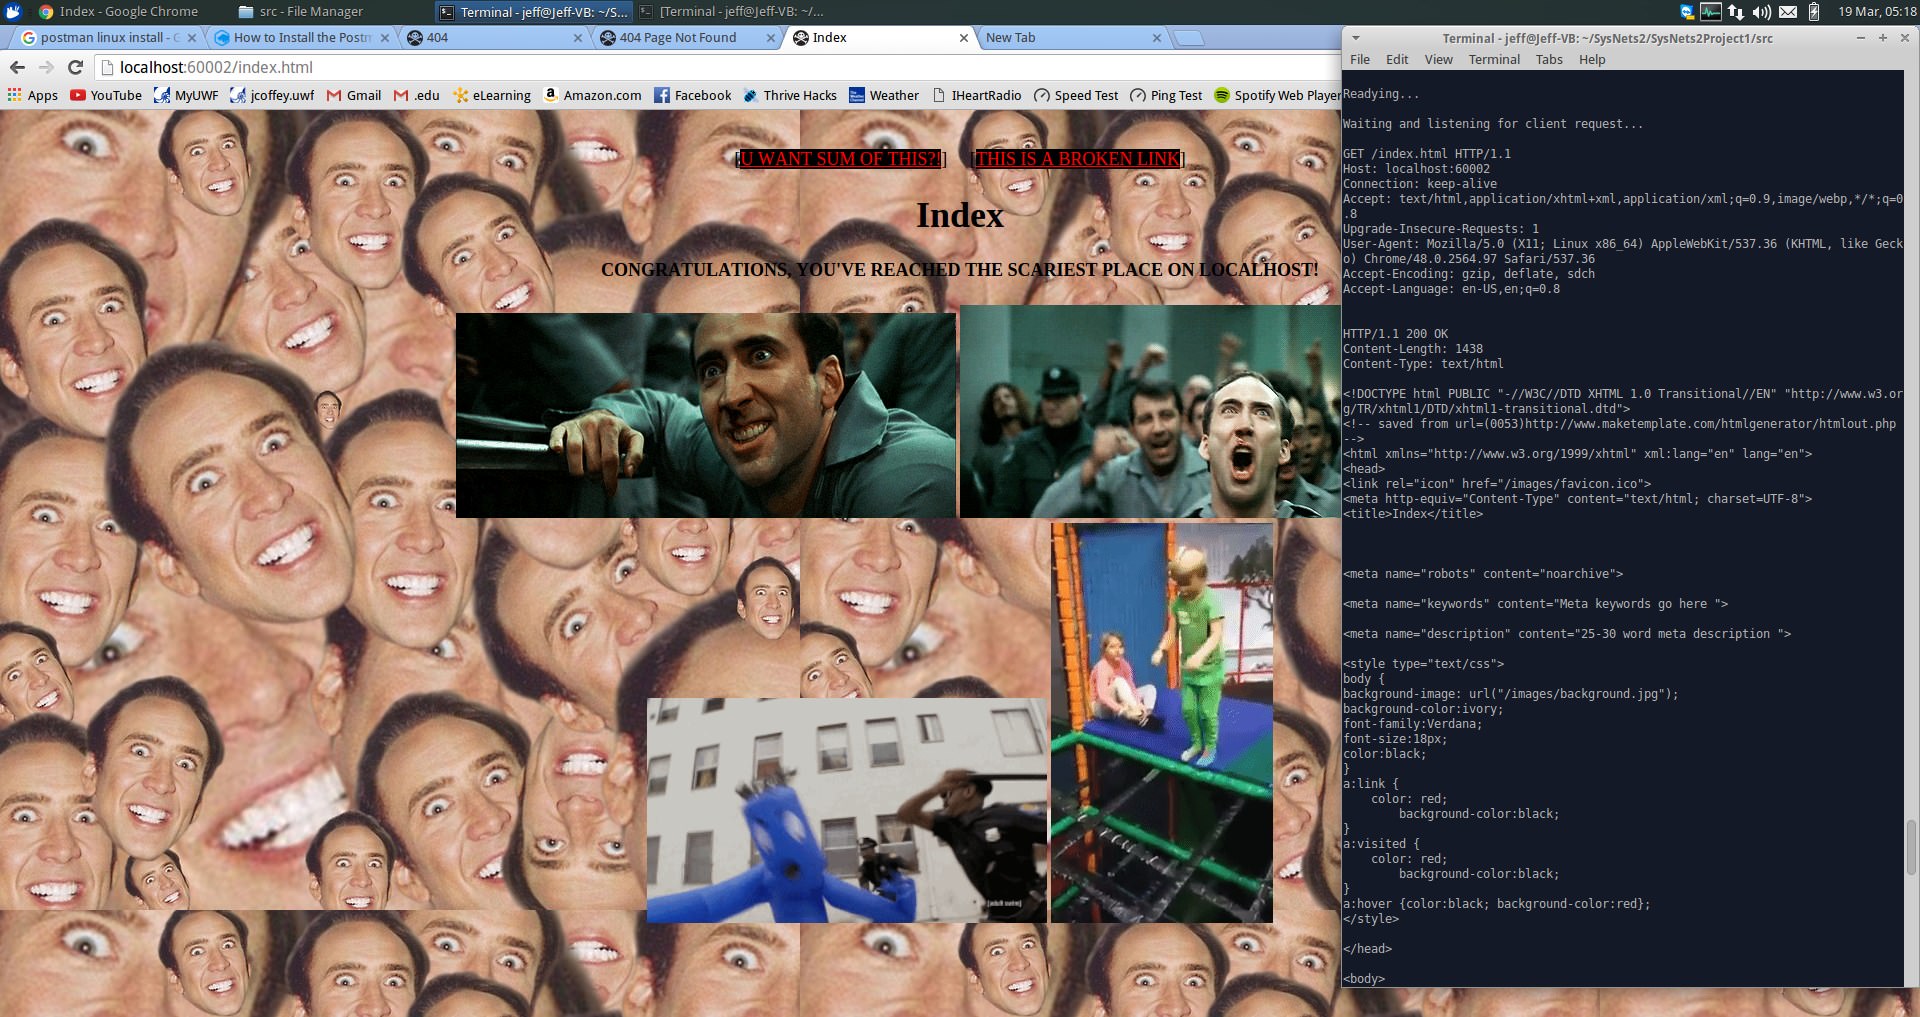 Index - Google Chrome
src - File Manager
Terminal - jeff@Jeff-VB: ~/S...
[Terminal - jeff@Jeff-VB: ~/...
19 Mar, 05:18
postman linux install - G
How to Install the Postm
404
404 Page Not Found
Index
New Tab
localhost:60002/index.html
Apps
YouTube
MyUWF
jcoffey.uwf
Gmail
.edu
eLearning
Amazon.com
Facebook
Thrive Hacks
Weather
IHeartRadio
Speed Test
Ping Test
Spotify Web Player
[U WANT SUM OF THIS?!]
[THIS IS A BROKEN LINK]
Index
CONGRATULATIONS, YOU'VE REACHED THE SCARIEST PLACE ON LOCALHOST!
[adult swim]
Terminal - jeff@Jeff-VB: ~/SysNets2/SysNets2Project1/src
File Edit View Terminal Tabs Help
Readying...
Waiting and listening for client request...
GET /index.html HTTP/1.1
Host: localhost:60002
Connection: keep-alive
Accept: text/html,application/xhtml+xml,application/xml;q=0.9,image/webp,*/*;q=0
.8
Upgrade-Insecure-Requests: 1
User-Agent: Mozilla/5.0 (X11; Linux x86_64) AppleWebKit/537.36 (KHTML, like Geck
o) Chrome/48.0.2564.97 Safari/537.36
Accept-Encoding: gzip, deflate, sdch
Accept-Language: en-US,en;q=0.8
HTTP/1.1 200 OK
Content-Length: 1438
Content-Type: text/html
<!DOCTYPE html PUBLIC "-//W3C//DTD XHTML 1.0 Transitional//EN" "http://www.w3.or
g/TR/xhtml1/DTD/xhtml1-transitional.dtd">
<!-- saved from url=(0053)http://www.maketemplate.com/htmlgenerator/htmlout.php
-->
<html xmlns="http://www.w3.org/1999/xhtml" xml:lang="en" lang="en">
<head>
<link rel="icon" href="/images/favicon.ico">
<meta http-equiv="Content-Type" content="text/html; charset=UTF-8">
<title>Index</title>
<meta name="robots" content="noarchive">
<meta name="keywords" content="Meta keywords go here ">
<meta name="description" content="25-30 word meta description ">
<style type="text/css">
body {
background-image: url("/images/background.jpg");
background-color:ivory;
font-family:Verdana;
font-size:18px;
color:black;
}
a:link {
color: red;
background-color:black;
}
a:visited {
color: red;
background-color:black;
}
a:hover {color:black; background-color:red};
</style>
</head>
<body>